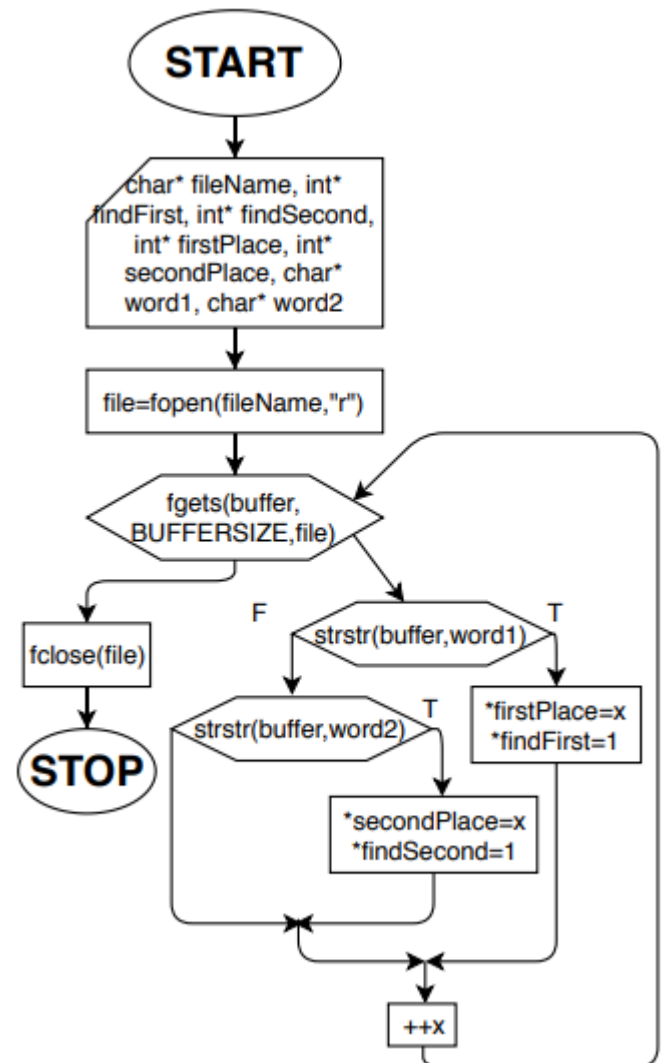 START
char* fileName, int*
findFirst, int* findSecond,
int* firstPlace, int*
secondPlace, char*
word1, char* word2
file=fopen(fileName,"r")
fgets(buffer,
BUFFERSIZE,file)
fclose(file)
STOP
F
strstr(buffer,word1)
T
*firstPlace=x
*findFirst=1
strstr(buffer,word2)
T
*secondPlace=x
*findSecond=1
++x